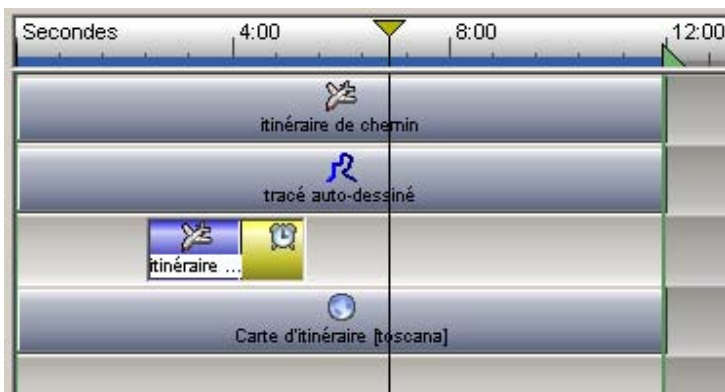 Secondes 4:00 8:00 12:00
itinéraire de chemin
tracé auto-dessiné
itinéraire ...
Carte d'itinéraire [toscana]